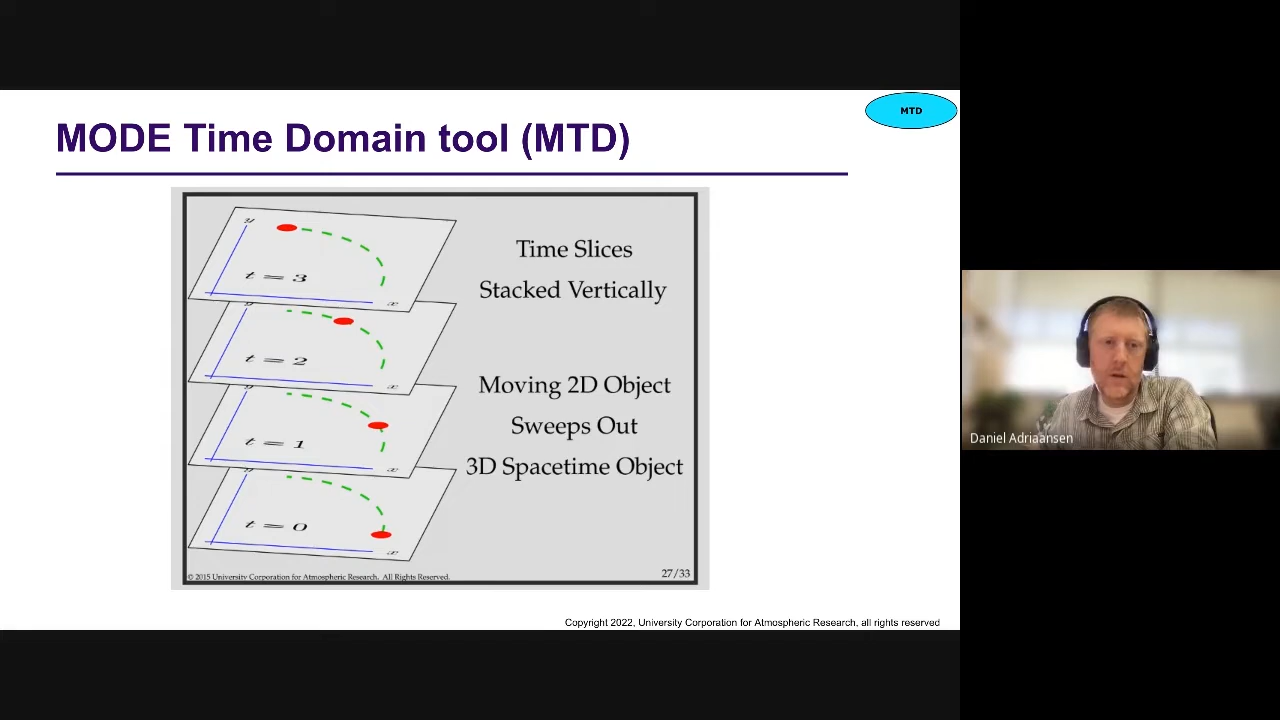 MTD
MODE Time Domain tool (MTD)
y
t = 3
x
Time Slices
Stacked Vertically
y
t = 2
x
Moving 2D Object
Sweeps Out
3D Spacetime Object
y
t = 1
x
y
t = 0
x
© 2015 University Corporation for Atmospheric Research. All Rights Reserved.
27/33
Copyright 2022, University Corporation for Atmospheric Research, all rights reserved
Daniel Adriaansen